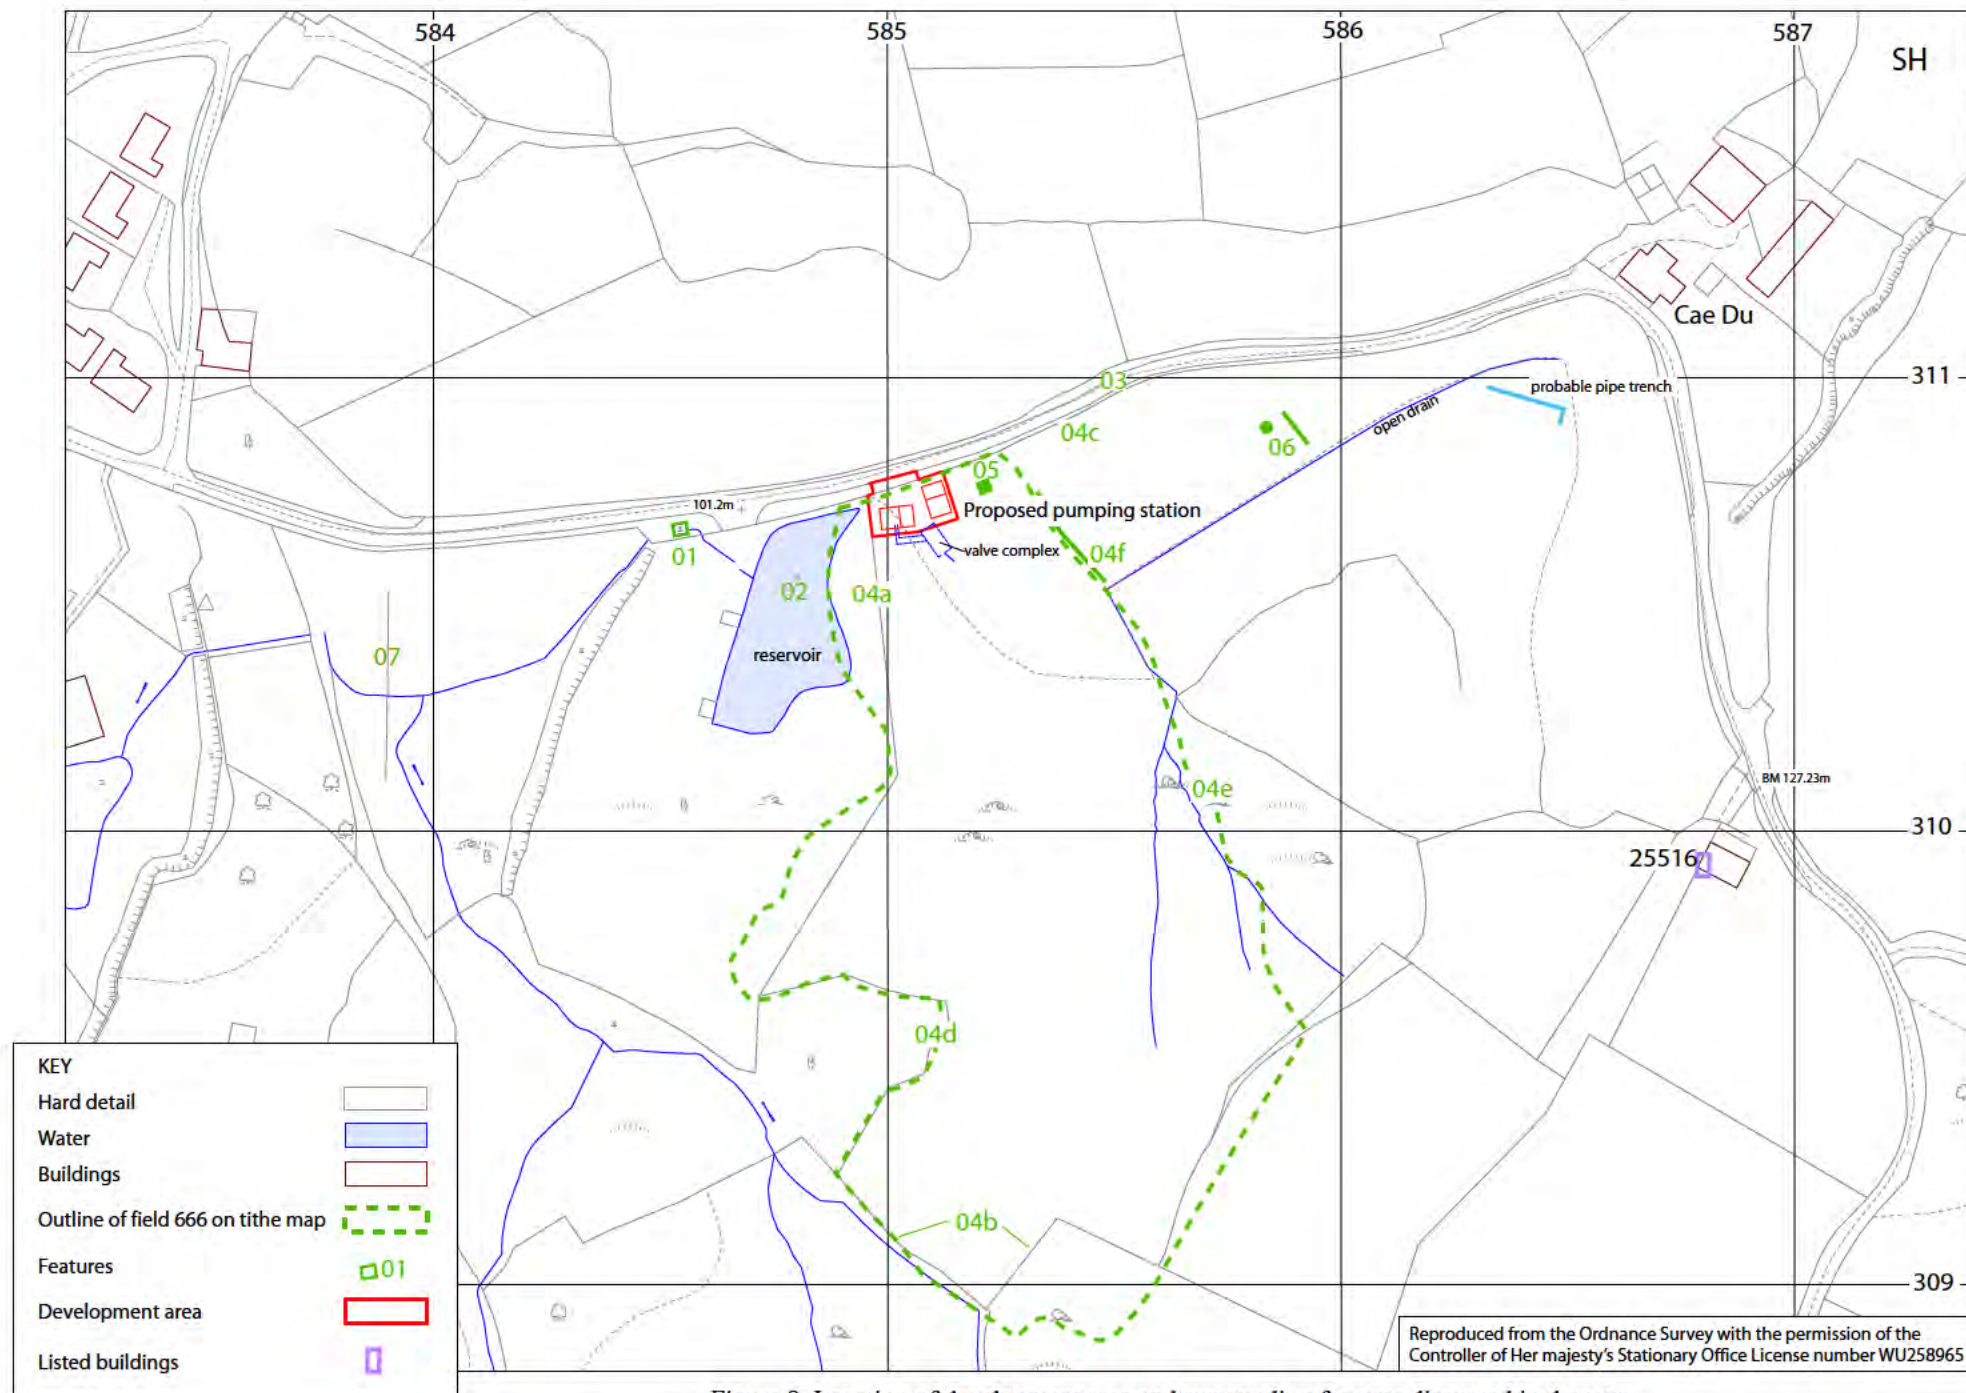 584
585
586
587
SH
Cae Du
311
03
probable pipe trench
04c
open drain
06
05
101.2m
Proposed pumping station
01
valve complex
04f
02
04a
07
reservoir
04e
BM 127.23m
310
25516
04d
04b
309
KEY
Hard detail
Water
Buildings
Outline of field 666 on tithe map
Features
01
Development area
Listed buildings
Reproduced from the Ordnance Survey with the permission of the
Controller of Her majesty's Stationary Office License number WU258965